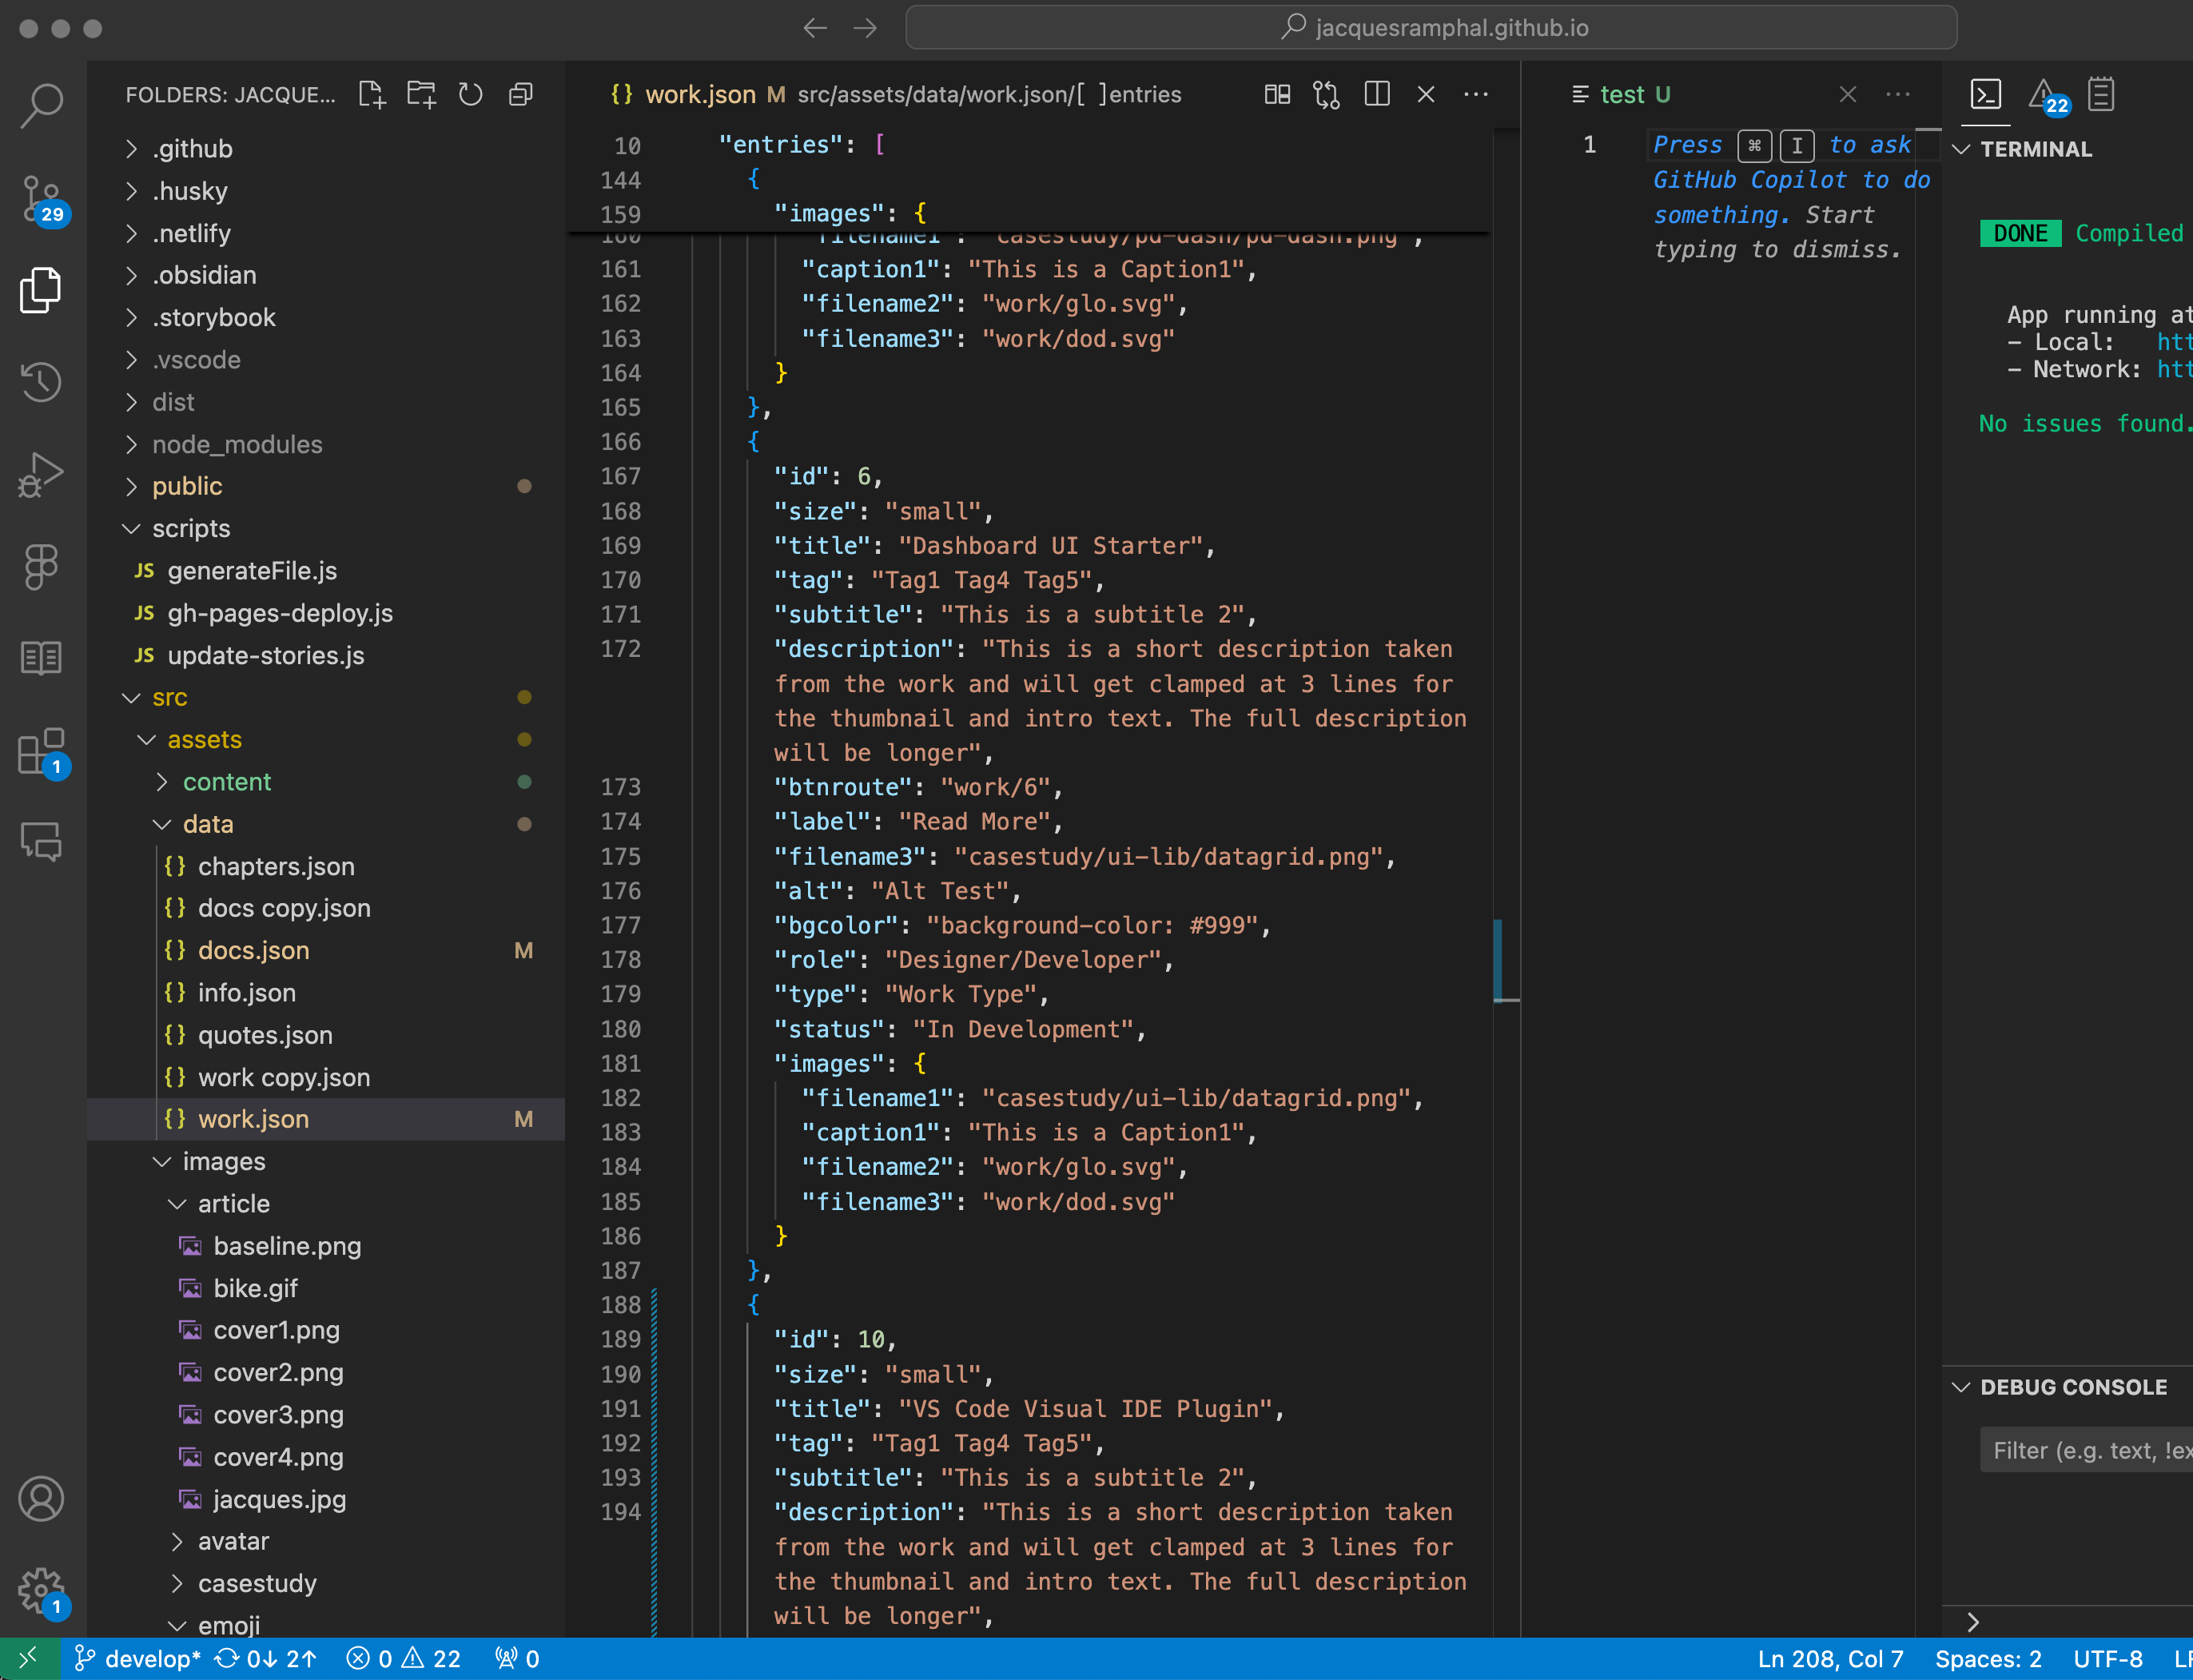 jacquesramphal.github.io
FOLDERS: JACQUE...
.github
.husky
29
.netlify
.obsidian
.storybook
.vscode
dist
node_modules
public
scripts
JS generateFile.js
JS gh-pages-deploy.js
JS update-stories.js
src
assets
1
content
data
{} chapters.json
{} docs copy.json
{} docs.json M
{} info.json
{} quotes.json
{} work copy.json
{} work.json M
images
article
baseline.png
bike.gif
cover1.png
cover2.png
cover3.png
cover4.png
jacques.jpg
avatar
casestudy
1
emoji
{} work.json M src/assets/data/work.json/[ ]entries
10 "entries": [
144 {
159 "images": {
160 "filename1": "casestudy/pd-dash/pd-dash.png",
161 "caption1": "This is a Caption1",
162 "filename2": "work/glo.svg",
163 "filename3": "work/dod.svg"
164 }
165 },
166 {
167 "id": 6,
168 "size": "small",
169 "title": "Dashboard UI Starter",
170 "tag": "Tag1 Tag4 Tag5",
171 "subtitle": "This is a subtitle 2",
172 "description": "This is a short description taken
from the work and will get clamped at 3 lines for
the thumbnail and intro text. The full description
will be longer",
173 "btnroute": "work/6",
174 "label": "Read More",
175 "filename3": "casestudy/ui-lib/datagrid.png",
176 "alt": "Alt Test",
177 "bgcolor": "background-color: #999",
178 "role": "Designer/Developer",
179 "type": "Work Type",
180 "status": "In Development",
181 "images": {
182 "filename1": "casestudy/ui-lib/datagrid.png",
183 "caption1": "This is a Caption1",
184 "filename2": "work/glo.svg",
185 "filename3": "work/dod.svg"
186 }
187 },
188 {
189 "id": 10,
190 "size": "small",
191 "title": "VS Code Visual IDE Plugin",
192 "tag": "Tag1 Tag4 Tag5",
193 "subtitle": "This is a subtitle 2",
194 "description": "This is a short description taken
from the work and will get clamped at 3 lines for
the thumbnail and intro text. The full description
will be longer",
test U
1 Press ⌘ I to ask
GitHub Copilot to do
something. Start
typing to dismiss.
22
TERMINAL
DONE Compiled
App running at
- Local: htt
- Network: htt
No issues found.
DEBUG CONSOLE
Filter (e.g. text, !ex
develop* 0↓ 2↑ 0 22 0 Ln 208, Col 7 Spaces: 2 UTF-8 LF